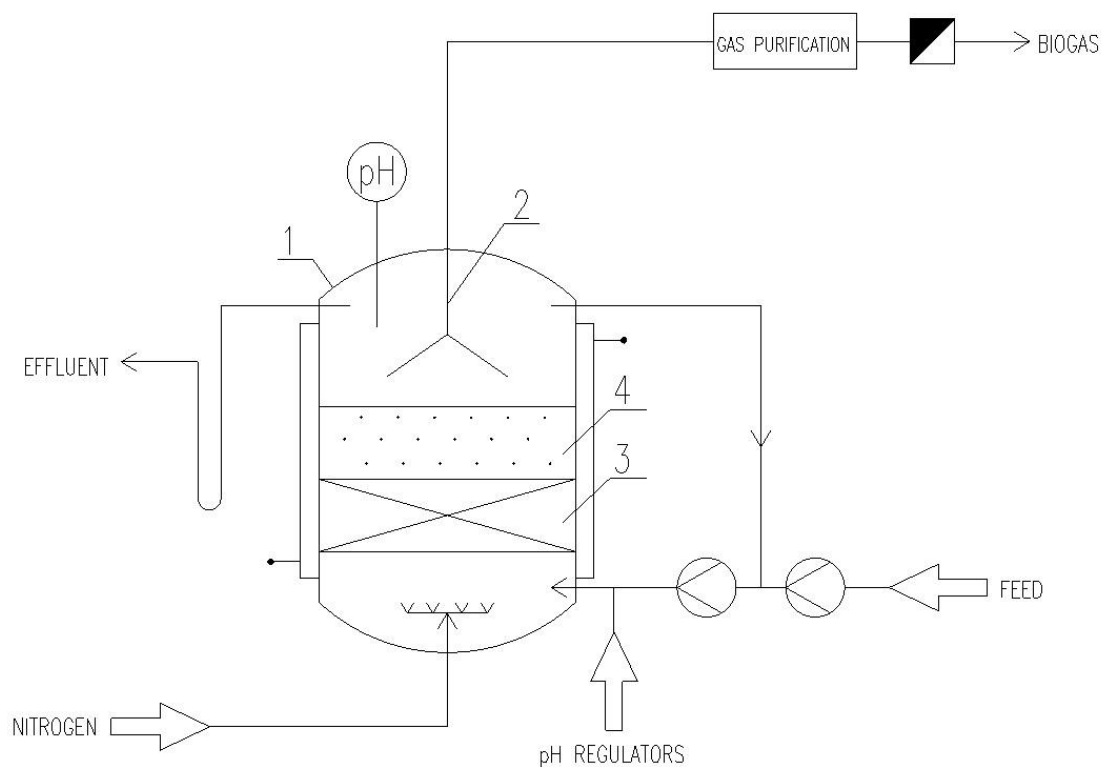 GAS PURIFICATION
BIOGAS
pH
2
1
EFFLUENT
4
3
FEED
NITROGEN
pH REGULATORS